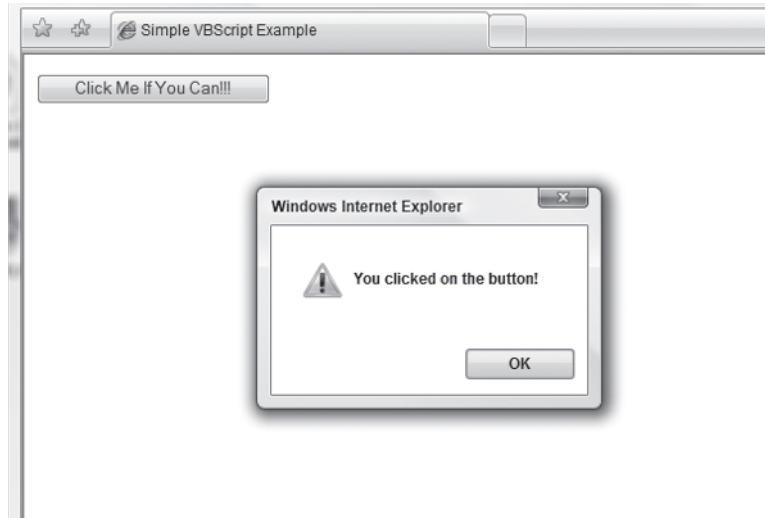 Simple VBScript Example
Click Me If You Can!!!
Windows Internet Explorer
You clicked on the button!
OK